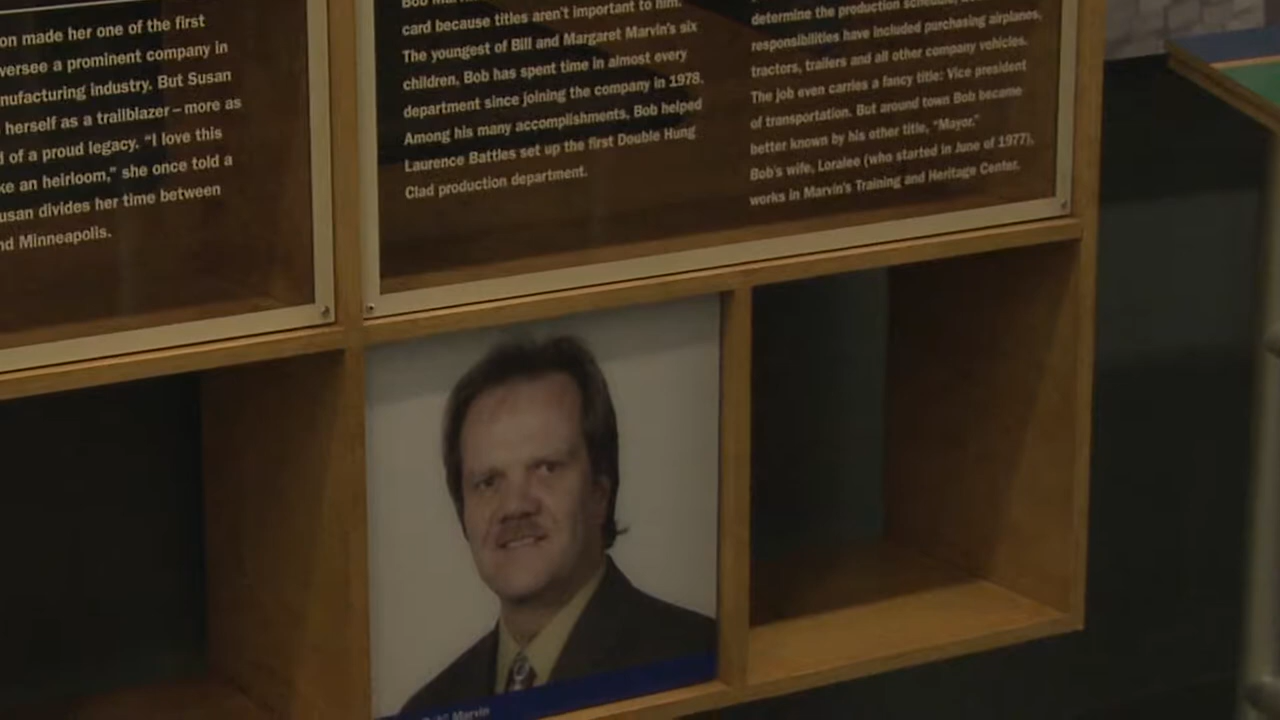 on made her one of the first
versee a prominent company in
nufacturing industry. But Susan
herself as a trailblazer – more as
d of a proud legacy. "I love this
ke an heirloom," she once told a
usan divides her time between
nd Minneapolis.
Bob
card because titles aren't important to him.
The youngest of Bill and Margaret Marvin's six
children, Bob has spent time in almost every
department since joining the company in 1978.
Among his many accomplishments, Bob helped
Laurence Battles set up the first Double Hung
Clad production department.
determine the production schedule,
responsibilities have included purchasing airplanes,
tractors, trailers and all other company vehicles.
The job even carries a fancy title: Vice president
of transportation. But around town Bob became
better known by his other title, "Mayor."
Bob's wife, Loralee (who started in June of 1977),
works in Marvin's Training and Heritage Center.
Marvin